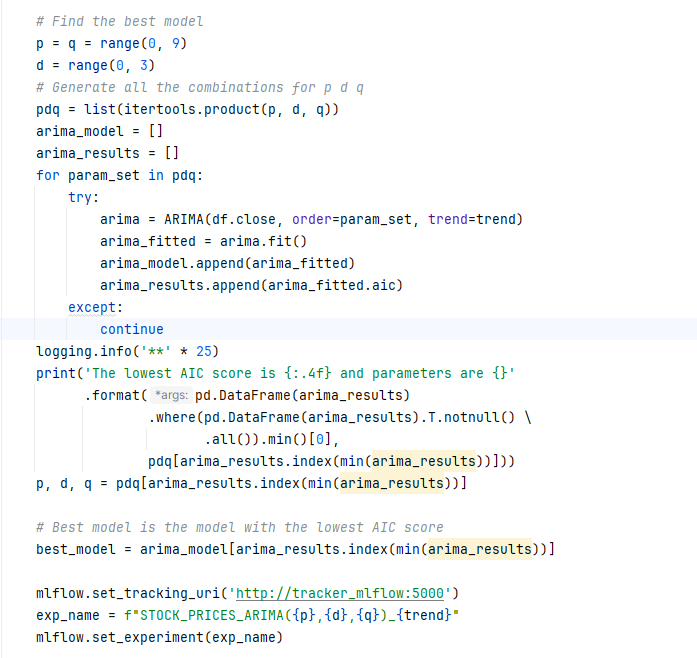 # Find the best model
p = q = range(0, 9)
d = range(0, 3)
# Generate all the combinations for p d q
pdq = list(itertools.product(p, d, q))
arima_model = []
arima_results = []
for param_set in pdq:
    try:
        arima = ARIMA(df.close, order=param_set, trend=trend)
        arima_fitted = arima.fit()
        arima_model.append(arima_fitted)
        arima_results.append(arima_fitted.aic)
    except:
        continue
logging.info('**' * 25)
print('The lowest AIC score is {:.4f} and parameters are {}'
      .format( *args: pd.DataFrame(arima_results)
              .where(pd.DataFrame(arima_results).T.notnull() \
                     .all()).min()[0],
              pdq[arima_results.index(min(arima_results))]))
p, d, q = pdq[arima_results.index(min(arima_results))]
# Best model is the model with the lowest AIC score
best_model = arima_model[arima_results.index(min(arima_results))]
mlflow.set_tracking_uri('http://tracker_mlflow:5000')
exp_name = f"STOCK_PRICES_ARIMA({p},{d},{q})_{trend}"
mlflow.set_experiment(exp_name)